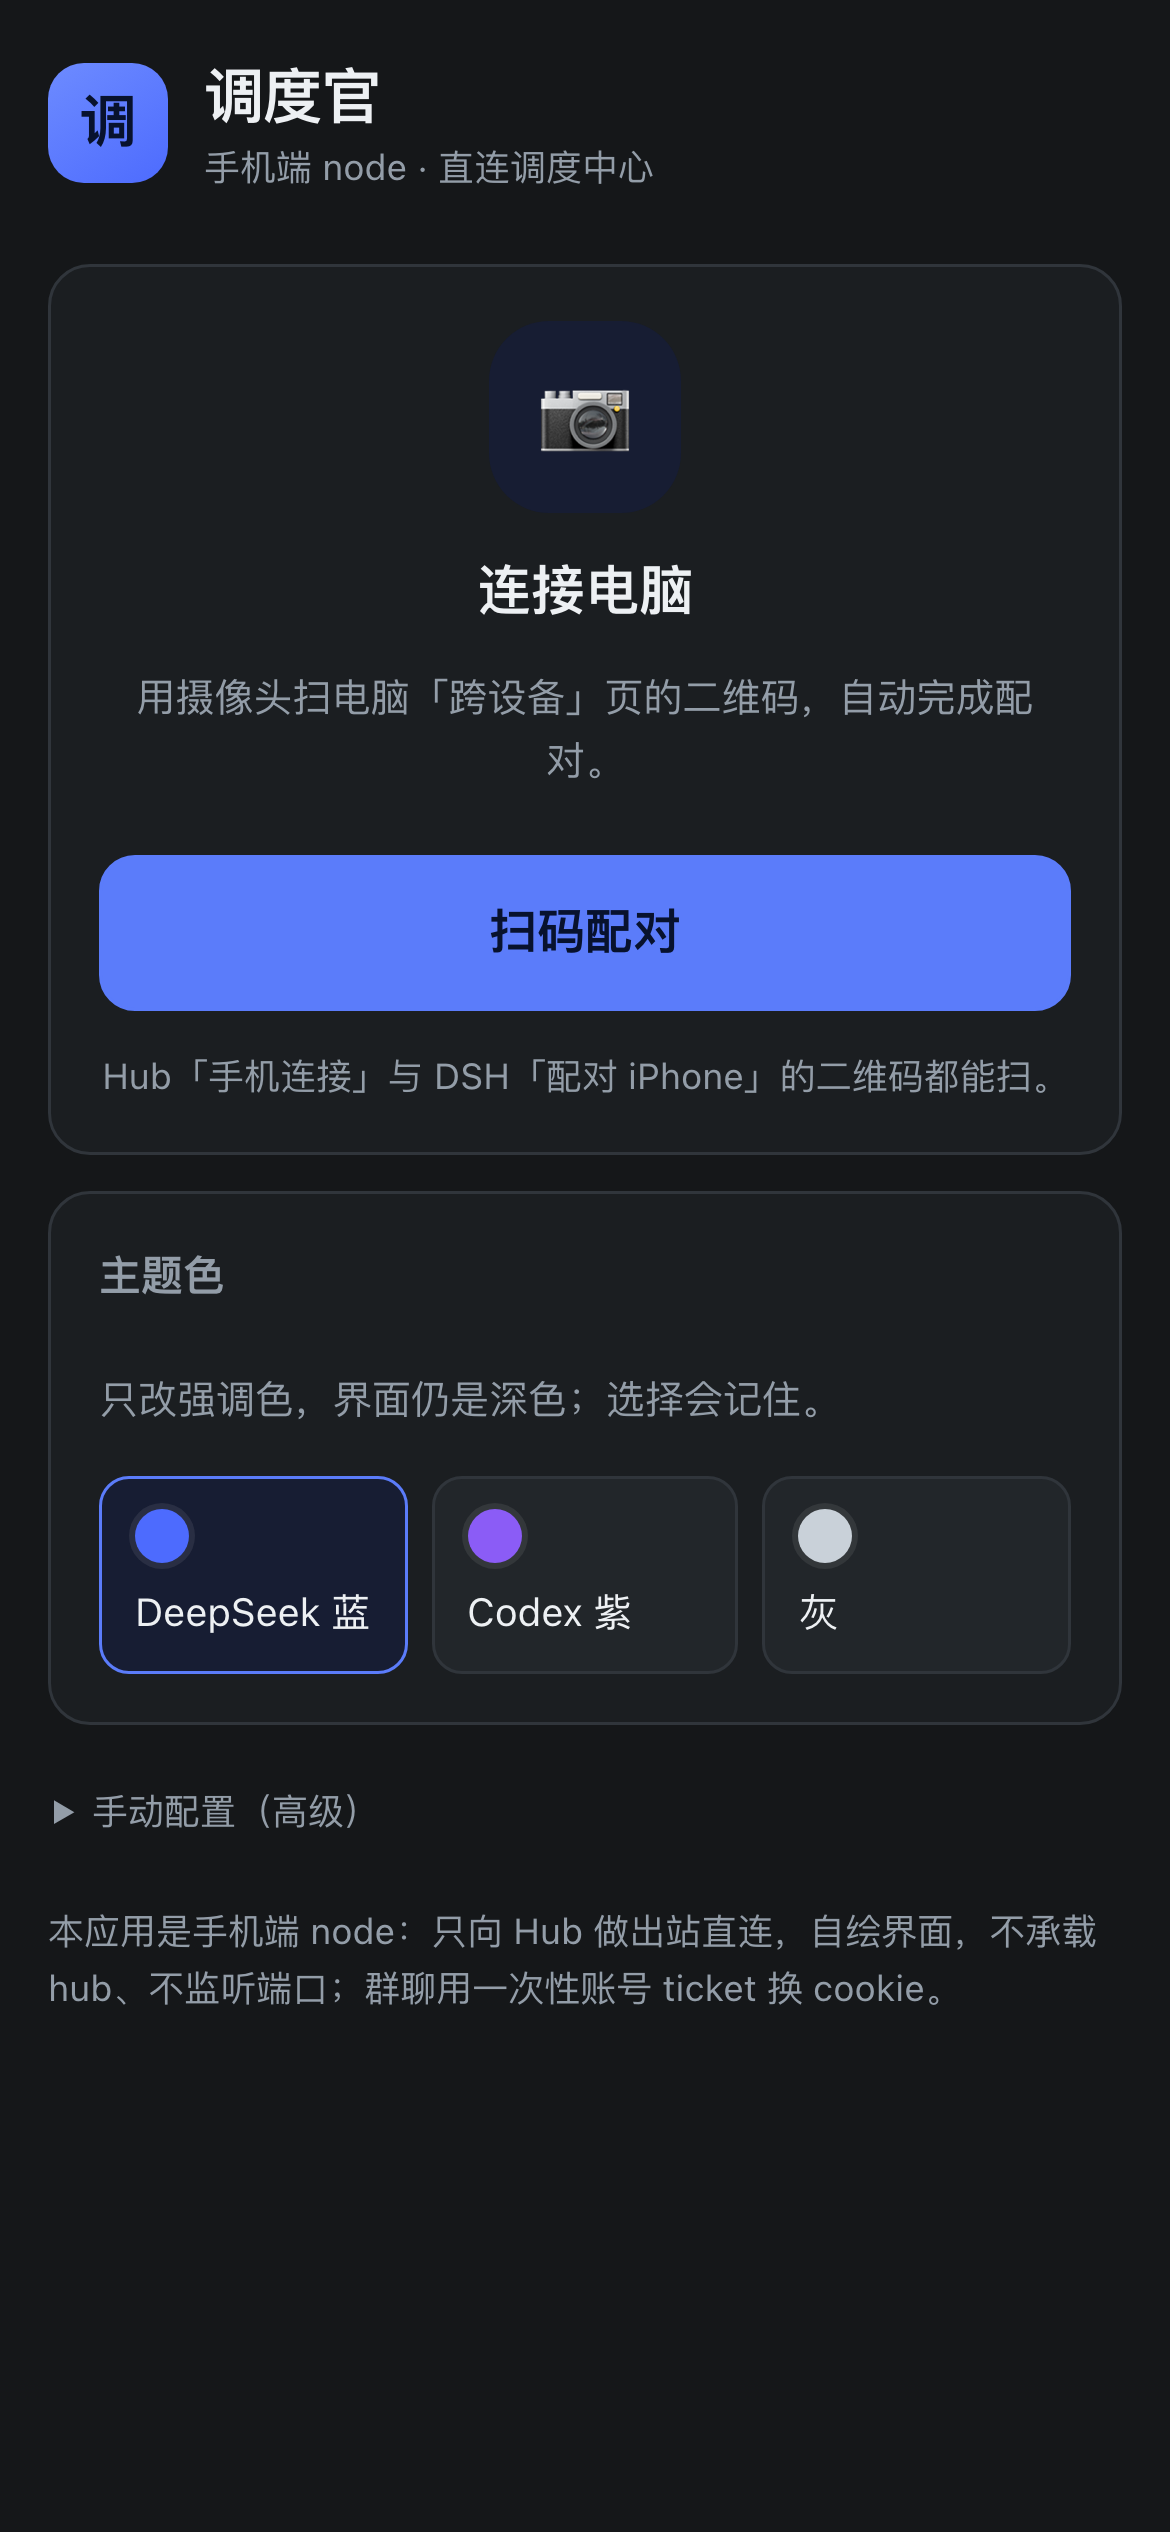 调
调度官
手机端 node · 直连调度中心
连接电脑
用摄像头扫电脑「跨设备」页的二维码，自动完成配
对。
扫码配对
Hub「手机连接」与 DSH「配对 iPhone」的二维码都能扫。
主题色
只改强调色，界面仍是深色；选择会记住。
DeepSeek 蓝
Codex 紫
灰
▶ 手动配置（高级）
本应用是手机端 node：只向 Hub 做出站直连，自绘界面，不承载
hub、不监听端口；群聊用一次性账号 ticket 换 cookie。